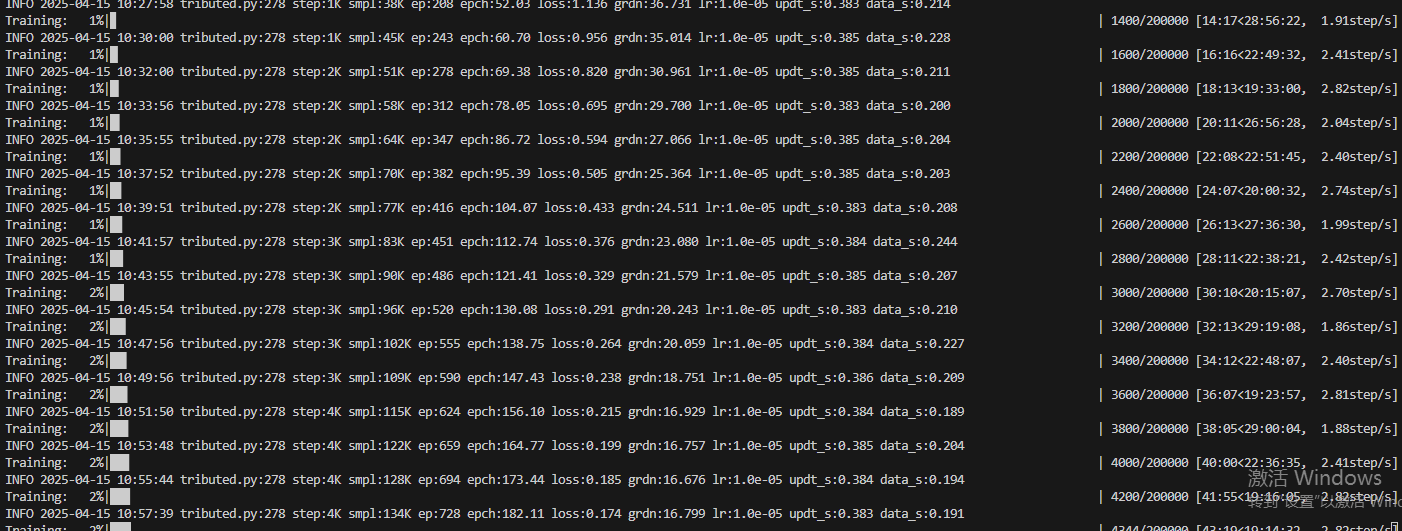 INFO 2025-04-15 10:27:58 tributed.py:278 step:1K smpl:38K ep:208 epch:52.03 loss:1.136 grdn:36.731 lr:1.0e-05 updt_s:0.383 data_s:0.214
Training: 1%| | 1400/200000 [14:17<28:56:22, 1.91step/s]
INFO 2025-04-15 10:30:00 tributed.py:278 step:1K smpl:45K ep:243 epch:60.70 loss:0.956 grdn:35.014 lr:1.0e-05 updt_s:0.385 data_s:0.228
Training: 1%| | 1600/200000 [16:16<22:49:32, 2.41step/s]
INFO 2025-04-15 10:32:00 tributed.py:278 step:2K smpl:51K ep:278 epch:69.38 loss:0.820 grdn:30.961 lr:1.0e-05 updt_s:0.385 data_s:0.211
Training: 1%| | 1800/200000 [18:13<19:33:00, 2.82step/s]
INFO 2025-04-15 10:33:56 tributed.py:278 step:2K smpl:58K ep:312 epch:78.05 loss:0.695 grdn:29.700 lr:1.0e-05 updt_s:0.383 data_s:0.200
Training: 1%| | 2000/200000 [20:11<26:56:28, 2.04step/s]
INFO 2025-04-15 10:35:55 tributed.py:278 step:2K smpl:64K ep:347 epch:86.72 loss:0.594 grdn:27.066 lr:1.0e-05 updt_s:0.385 data_s:0.204
Training: 1%| | 2200/200000 [22:08<22:51:45, 2.40step/s]
INFO 2025-04-15 10:37:52 tributed.py:278 step:2K smpl:70K ep:382 epch:95.39 loss:0.505 grdn:25.364 lr:1.0e-05 updt_s:0.385 data_s:0.203
Training: 1%| | 2400/200000 [24:07<20:00:32, 2.74step/s]
INFO 2025-04-15 10:39:51 tributed.py:278 step:2K smpl:77K ep:416 epch:104.07 loss:0.433 grdn:24.511 lr:1.0e-05 updt_s:0.383 data_s:0.208
Training: 1%| | 2600/200000 [26:13<27:36:30, 1.99step/s]
INFO 2025-04-15 10:41:57 tributed.py:278 step:3K smpl:83K ep:451 epch:112.74 loss:0.376 grdn:23.080 lr:1.0e-05 updt_s:0.384 data_s:0.244
Training: 1%| | 2800/200000 [28:11<22:38:21, 2.42step/s]
INFO 2025-04-15 10:43:55 tributed.py:278 step:3K smpl:90K ep:486 epch:121.41 loss:0.329 grdn:21.579 lr:1.0e-05 updt_s:0.385 data_s:0.207
Training: 2%| | 3000/200000 [30:10<20:15:07, 2.70step/s]
INFO 2025-04-15 10:45:54 tributed.py:278 step:3K smpl:96K ep:520 epch:130.08 loss:0.291 grdn:20.243 lr:1.0e-05 updt_s:0.383 data_s:0.210
Training: 2%| | 3200/200000 [32:13<29:19:08, 1.86step/s]
INFO 2025-04-15 10:47:56 tributed.py:278 step:3K smpl:102K ep:555 epch:138.75 loss:0.264 grdn:20.059 lr:1.0e-05 updt_s:0.384 data_s:0.227
Training: 2%| | 3400/200000 [34:12<22:48:07, 2.40step/s]
INFO 2025-04-15 10:49:56 tributed.py:278 step:3K smpl:109K ep:590 epch:147.43 loss:0.238 grdn:18.751 lr:1.0e-05 updt_s:0.386 data_s:0.209
Training: 2%| | 3600/200000 [36:07<19:23:57, 2.81step/s]
INFO 2025-04-15 10:51:50 tributed.py:278 step:4K smpl:115K ep:624 epch:156.10 loss:0.215 grdn:16.929 lr:1.0e-05 updt_s:0.384 data_s:0.189
Training: 2%| | 3800/200000 [38:05<29:00:04, 1.88step/s]
INFO 2025-04-15 10:53:48 tributed.py:278 step:4K smpl:122K ep:659 epch:164.77 loss:0.199 grdn:16.757 lr:1.0e-05 updt_s:0.385 data_s:0.204
Training: 2%| | 4000/200000 [40:00<22:36:35, 2.41step/s]
INFO 2025-04-15 10:55:44 tributed.py:278 step:4K smpl:128K ep:694 epch:173.44 loss:0.185 grdn:16.676 lr:1.0e-05 updt_s:0.384 data_s:0.194
激活 Windows
Training: 2%| | 4200/200000 [41:55<19:16:05, 2.82step/s]
转到"设置"以激活 Win
INFO 2025-04-15 10:57:39 tributed.py:278 step:4K smpl:134K ep:728 epch:182.11 loss:0.174 grdn:16.799 lr:1.0e-05 updt_s:0.384 data_s:0.191
Training: 2%| | 4344/200000 [43:19<19:14:32, 2.82step/s]